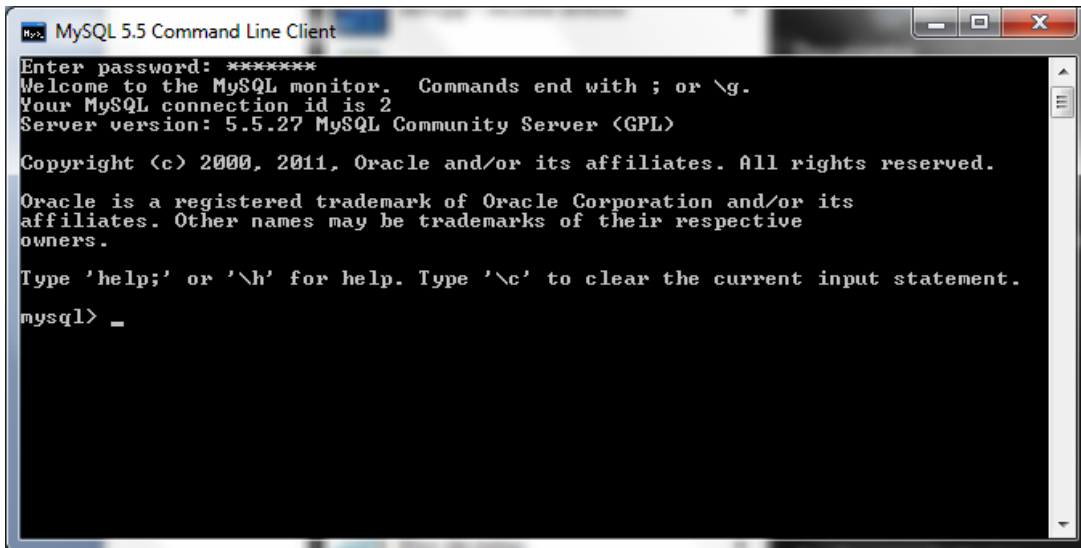 MySQL 5.5 Command Line Client
Enter password: *******
Welcome to the MySQL monitor.  Commands end with ; or \g.
Your MySQL connection id is 2
Server version: 5.5.27 MySQL Community Server (GPL)
Copyright (c) 2000, 2011, Oracle and/or its affiliates. All rights reserved.
Oracle is a registered trademark of Oracle Corporation and/or its
affiliates. Other names may be trademarks of their respective
owners.
Type 'help;' or '\h' for help. Type '\c' to clear the current input statement.
mysql> _